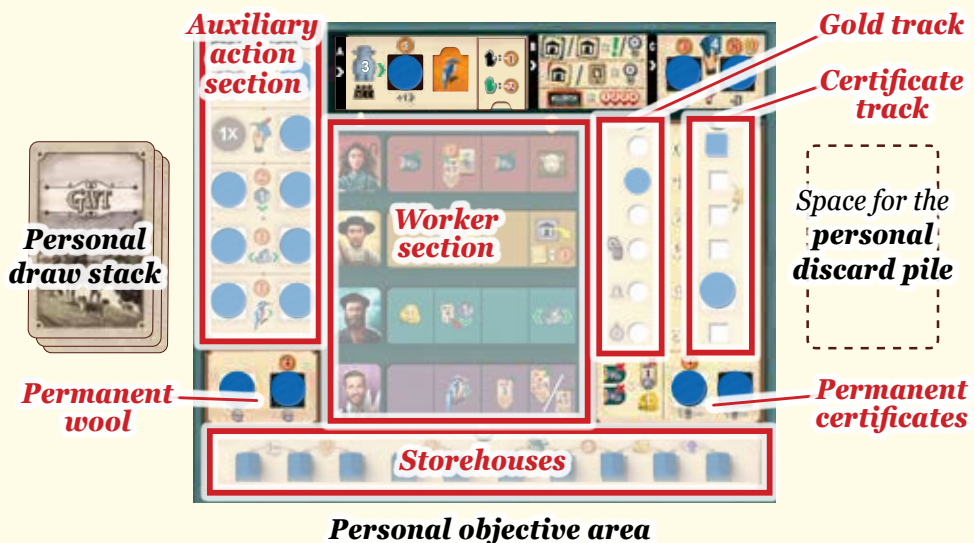 Auxiliary
action
section
Gold track
Certificate
track
1X
3
A
B
C
GWT
Personal
draw stack
Worker
section
Space for the
personal
discard pile
Permanent
wool
Permanent
certificates
Storehouses
Personal objective area